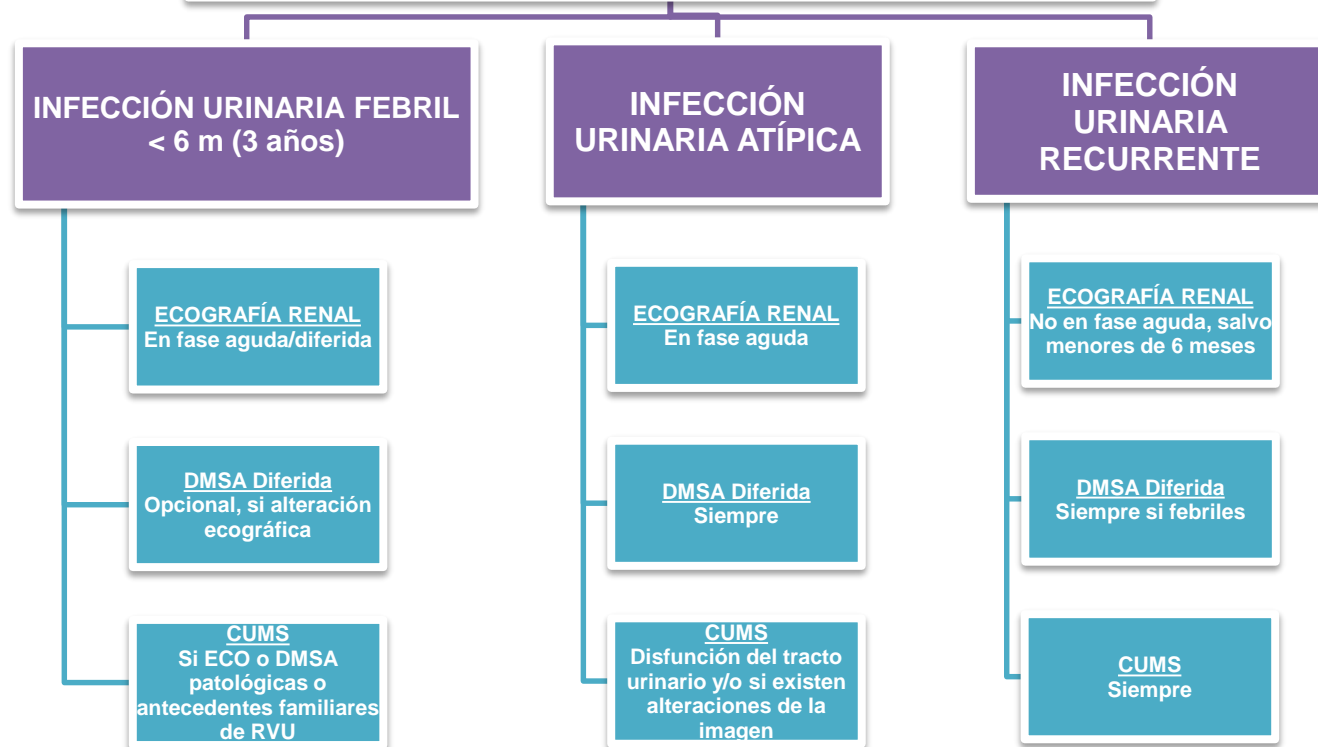 INFECCIÓN URINARIA FEBRIL
< 6 m (3 años)
ECOGRAFÍA RENAL
En fase aguda/diferida
DMSA Diferida
Opcional, si alteración
ecográfica
CUMS
Si ECO o DMSA
patológicas o
antecedentes familiares
de RVU
INFECCIÓN
URINARIA ATÍPICA
ECOGRAFÍA RENAL
En fase aguda
DMSA Diferida
Siempre
CUMS
Disfunción del tracto
urinario y/o si existen
alteraciones de la
imagen
INFECCIÓN
URINARIA
RECURRENTE
ECOGRAFÍA RENAL
No en fase aguda, salvo
menores de 6 meses
DMSA Diferida
Siempre si febriles
CUMS
Siempre